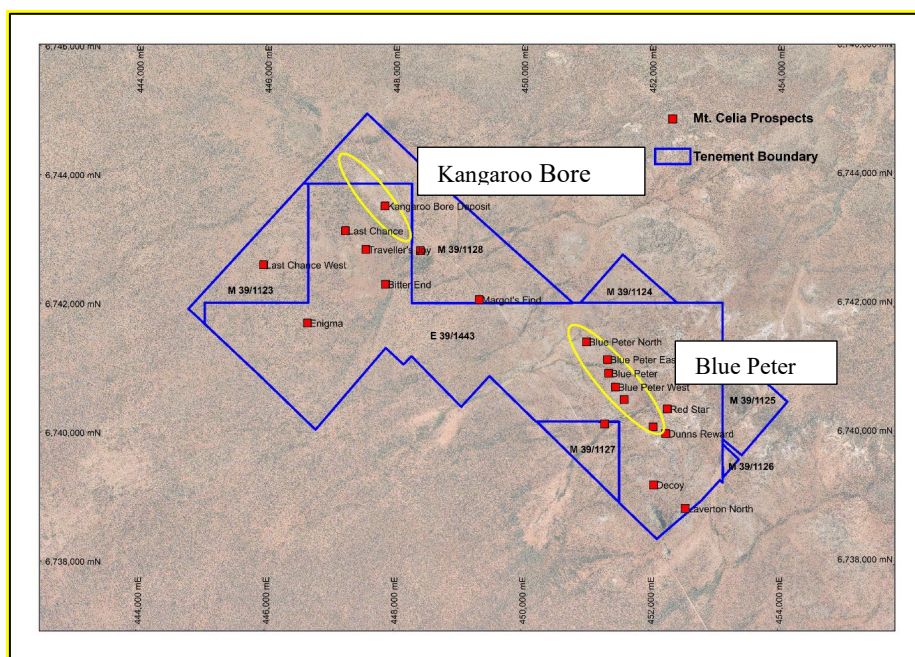 444,000 mE
446,000 mE
448,000 mE
450,000 mE
452,000 mE
454,000 mE
6,746,000 mN
Mt. Celia Prospects
Tenement Boundary
6,744,000 mN
6,744,000 mN
Kangaroo Bore
Kangaroo Bore Deposit
Last Chance
Traveller's Joy
M 39/1128
Last Chance West
Bitter End
M 39/1123
Margot's Find
M 39/1124
6,742,000 mN
6,742,000 mN
Enigma
E 39/1443
Blue Peter North
Blue Peter East
Blue Peter
Blue Peter
Blue Peter West
M 39/1125
Red Star
6,740,000 mN
6,740,000 mN
Dunns Reward
M 39/1127
M 39/1126
Decoy
Laverton North
6,738,000 mN
6,738,000 mN
444,000 mE
446,000 mE
448,000 mE
450,000 mE
452,000 mE
454,000 mE